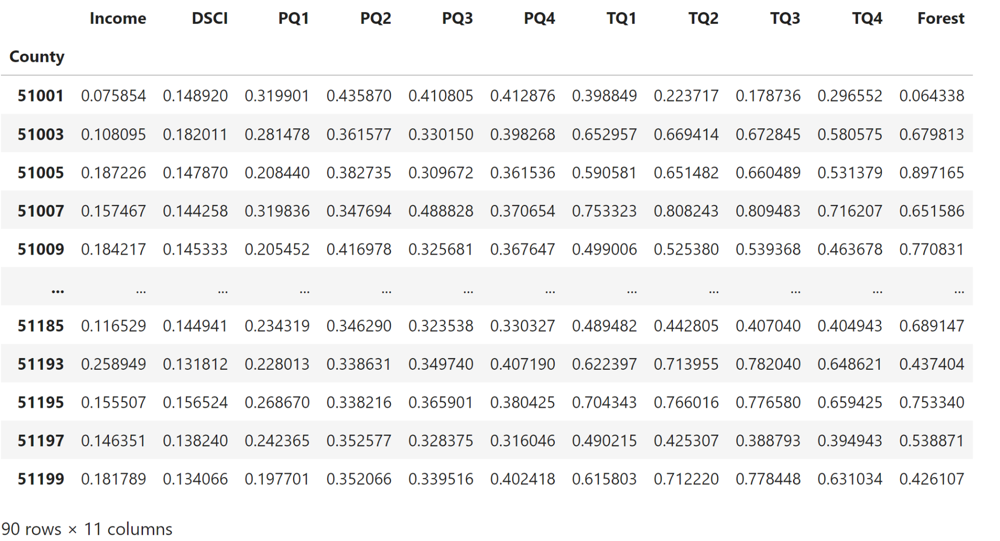 Income DSCI PQ1 PQ2 PQ3 PQ4 TQ1 TQ2 TQ3 TQ4 Forest
County
51001 0.075854 0.148920 0.319901 0.435870 0.410805 0.412876 0.398849 0.223717 0.178736 0.296552 0.064338
51003 0.108095 0.182011 0.281478 0.361577 0.330150 0.398268 0.652957 0.669414 0.672845 0.580575 0.679813
51005 0.187226 0.147870 0.208440 0.382735 0.309672 0.361536 0.590581 0.651482 0.660489 0.531379 0.897165
51007 0.157467 0.144258 0.319836 0.347694 0.488828 0.370654 0.753323 0.808243 0.809483 0.716207 0.651586
51009 0.184217 0.145333 0.205452 0.416978 0.325681 0.367647 0.499006 0.525380 0.539368 0.463678 0.770831
... ... ... ... ... ... ... ... ... ... ... ...
51185 0.116529 0.144941 0.234319 0.346290 0.323538 0.330327 0.489482 0.442805 0.407040 0.404943 0.689147
51193 0.258949 0.131812 0.228013 0.338631 0.349740 0.407190 0.622397 0.713955 0.782040 0.648621 0.437404
51195 0.155507 0.156524 0.268670 0.338216 0.365901 0.380425 0.704343 0.766016 0.776580 0.659425 0.753340
51197 0.146351 0.138240 0.242365 0.352577 0.328375 0.316046 0.490215 0.425307 0.388793 0.394943 0.538871
51199 0.181789 0.134066 0.197701 0.352066 0.339516 0.402418 0.615803 0.712220 0.778448 0.631034 0.426107
90 rows × 11 columns